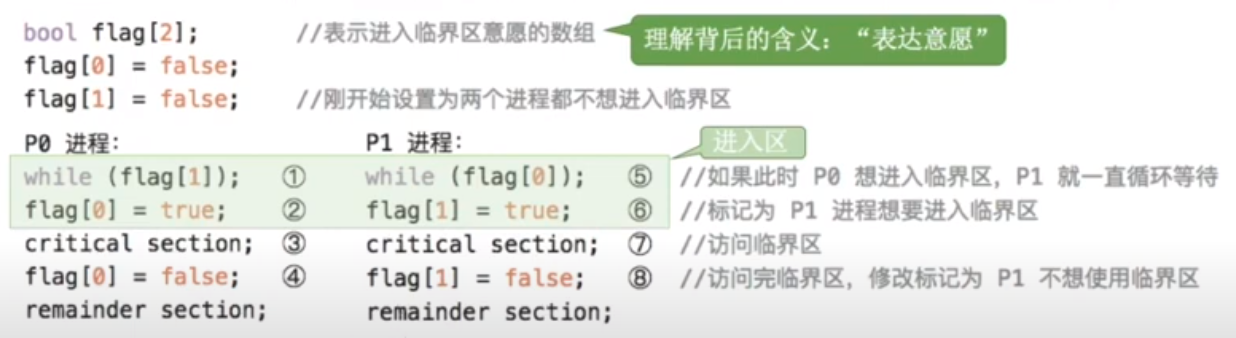 bool flag[2];    //表示进入临界区意愿的数组    理解背后的含义：“表达意愿”
flag[0] = false;
flag[1] = false;    //刚开始设置为两个进程都不想进入临界区
P0 进程：    P1 进程：    进入区
while (flag[1]);    ①    while (flag[0]);    ⑤    //如果此时 P0 想进入临界区，P1 就一直循环等待
flag[0] = true;    ②    flag[1] = true;    ⑥    //标记为 P1 进程想要进入临界区
critical section;    ③    critical section;    ⑦    //访问临界区
flag[0] = false;    ④    flag[1] = false;    ⑧    //访问完临界区，修改标记为 P1 不想使用临界区
remainder section;    remainder section;